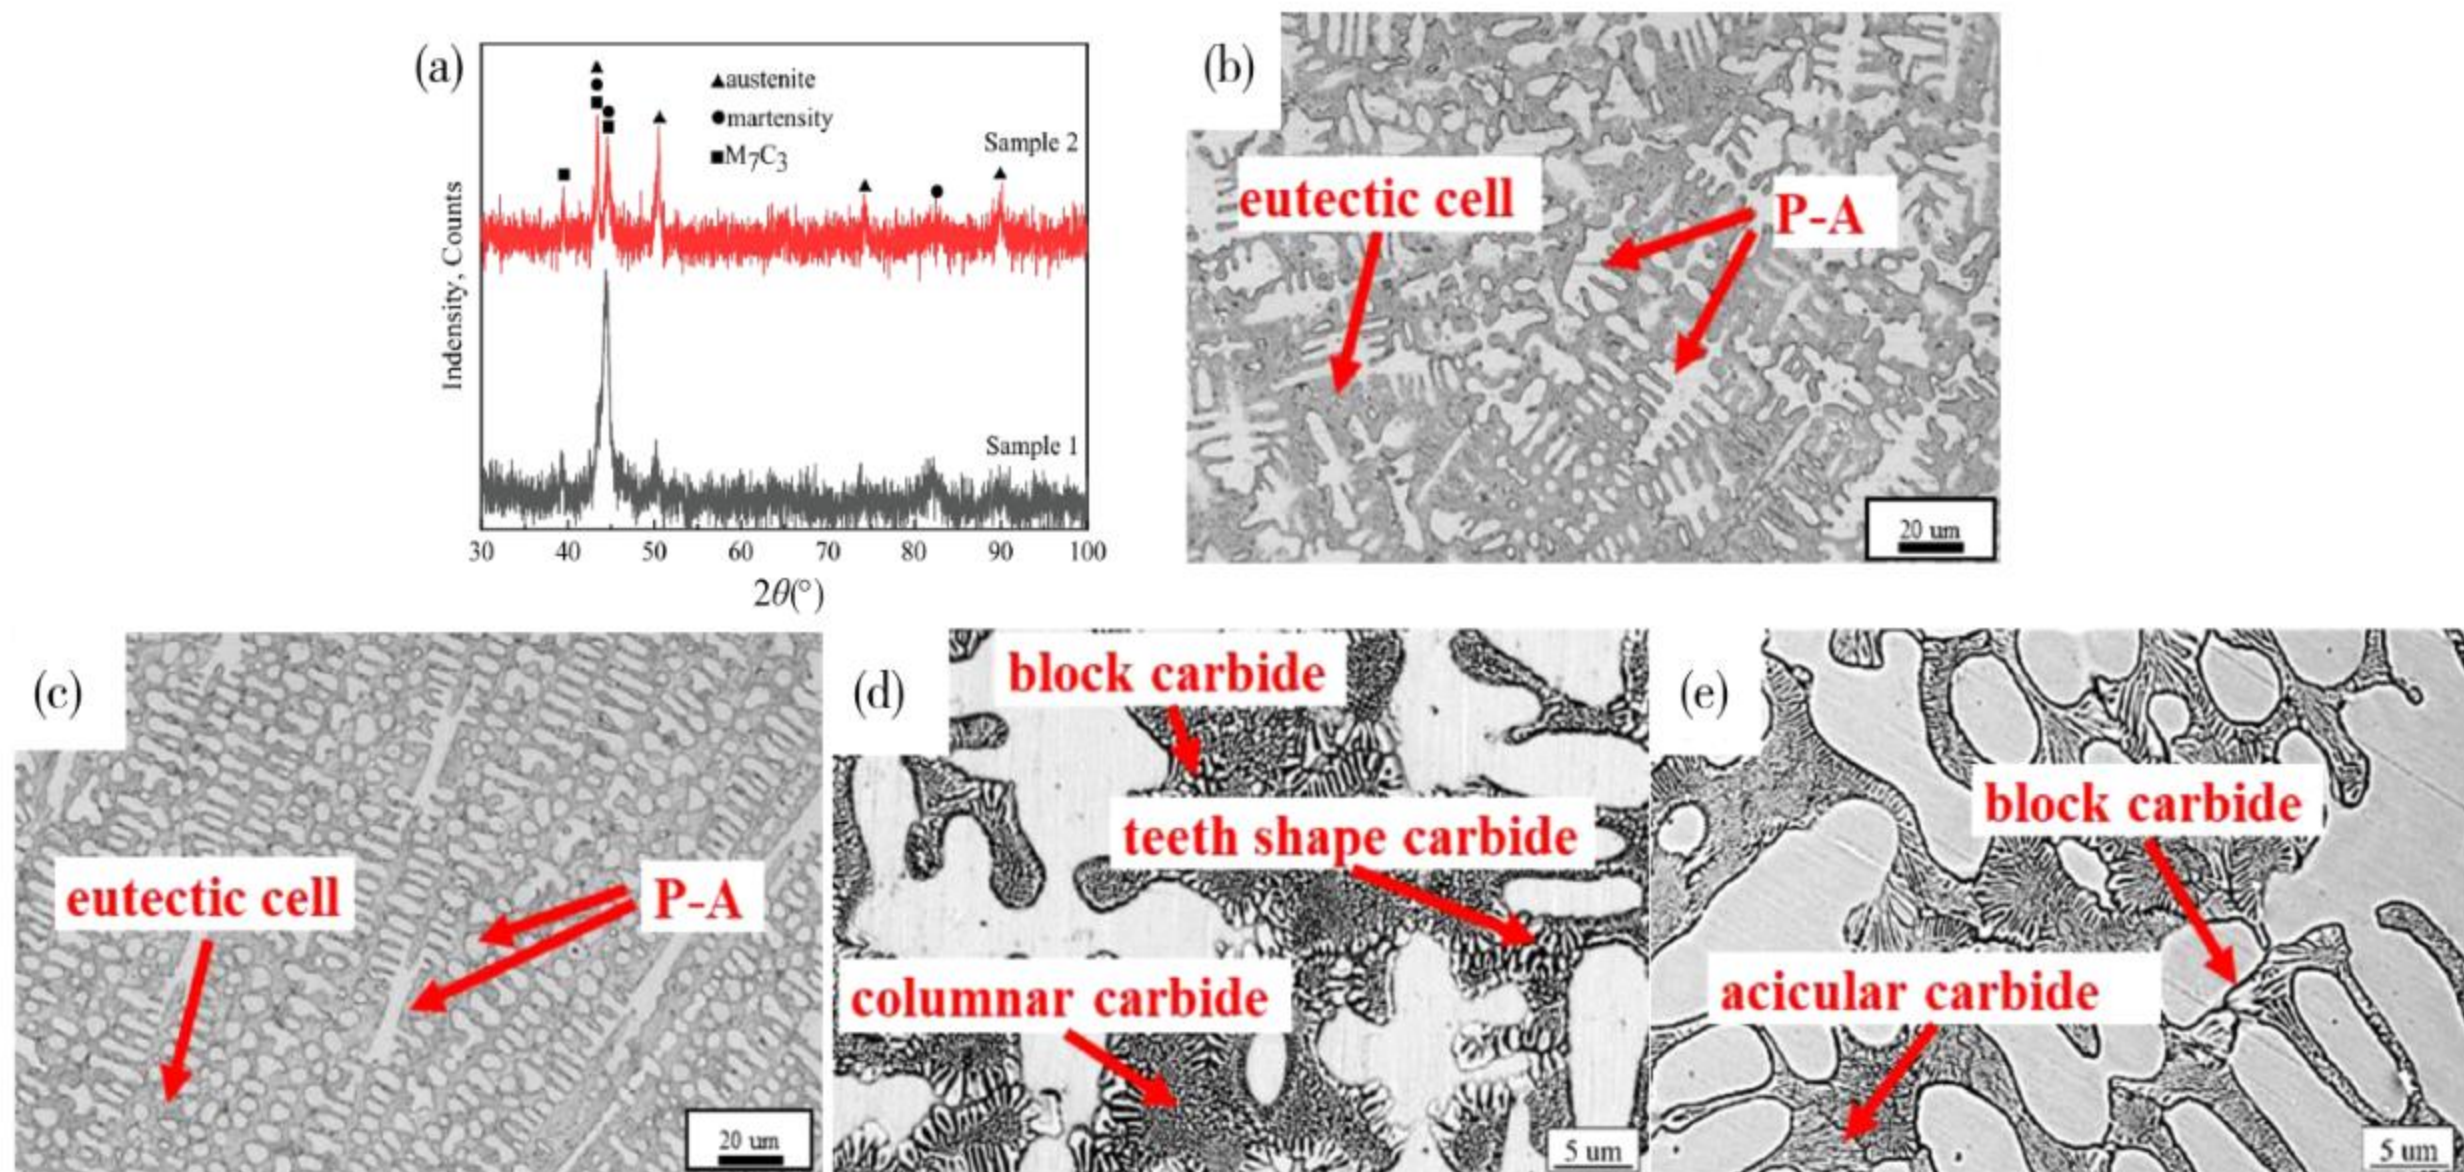 (a)
▲austenite
●martensity
■M7C3
Sample 2
Sample 1
Indensity, Counts
30 40 50 60 70 80 90 100
2θ(°)
(b)
eutectic cell
P-A
20 um
(c)
eutectic cell
P-A
20 um
(d)
block carbide
teeth shape carbide
columnar carbide
5 um
(e)
block carbide
acicular carbide
5 um